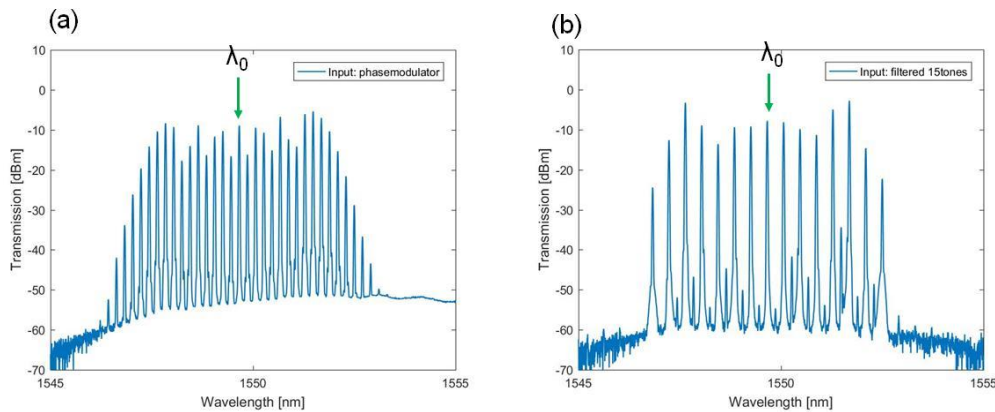 (a)
λ0
Input: phasemodulator
10
0
-10
-20
-30
-40
-50
-60
-70
Transmission [dBm]
1545
1550
1555
Wavelength [nm]
(b)
λ0
Input: filtered 15tones
10
0
-10
-20
-30
-40
-50
-60
-70
Transmission [dBm]
1545
1550
1555
Wavelength [nm]